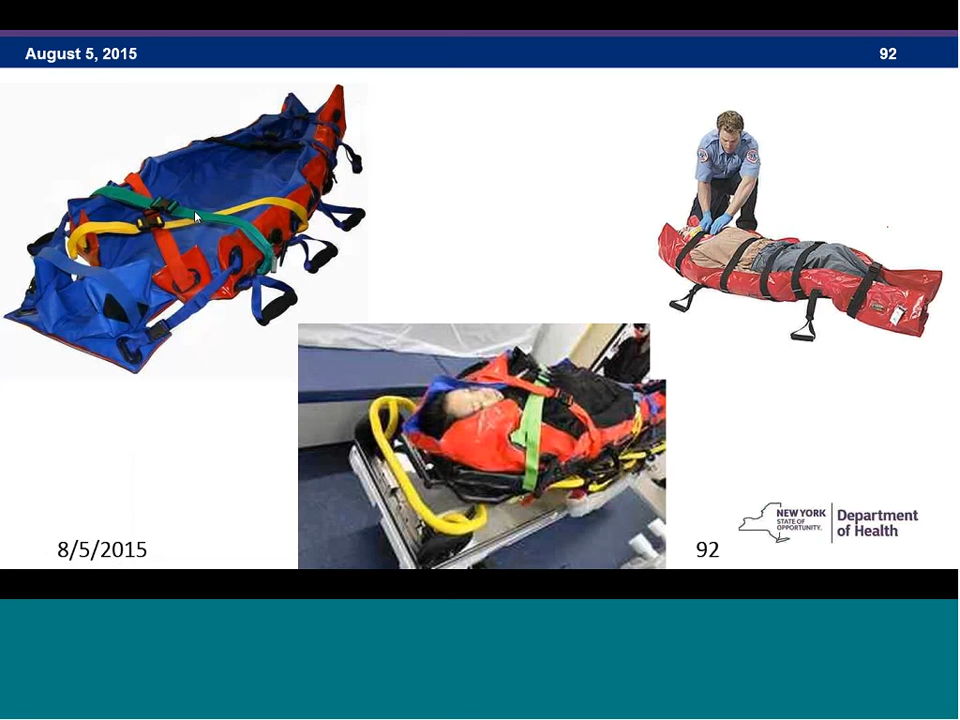 August 5, 2015
92
8/5/2015
92
NEW YORK
STATE OF
OPPORTUNITY.
Department
of Health